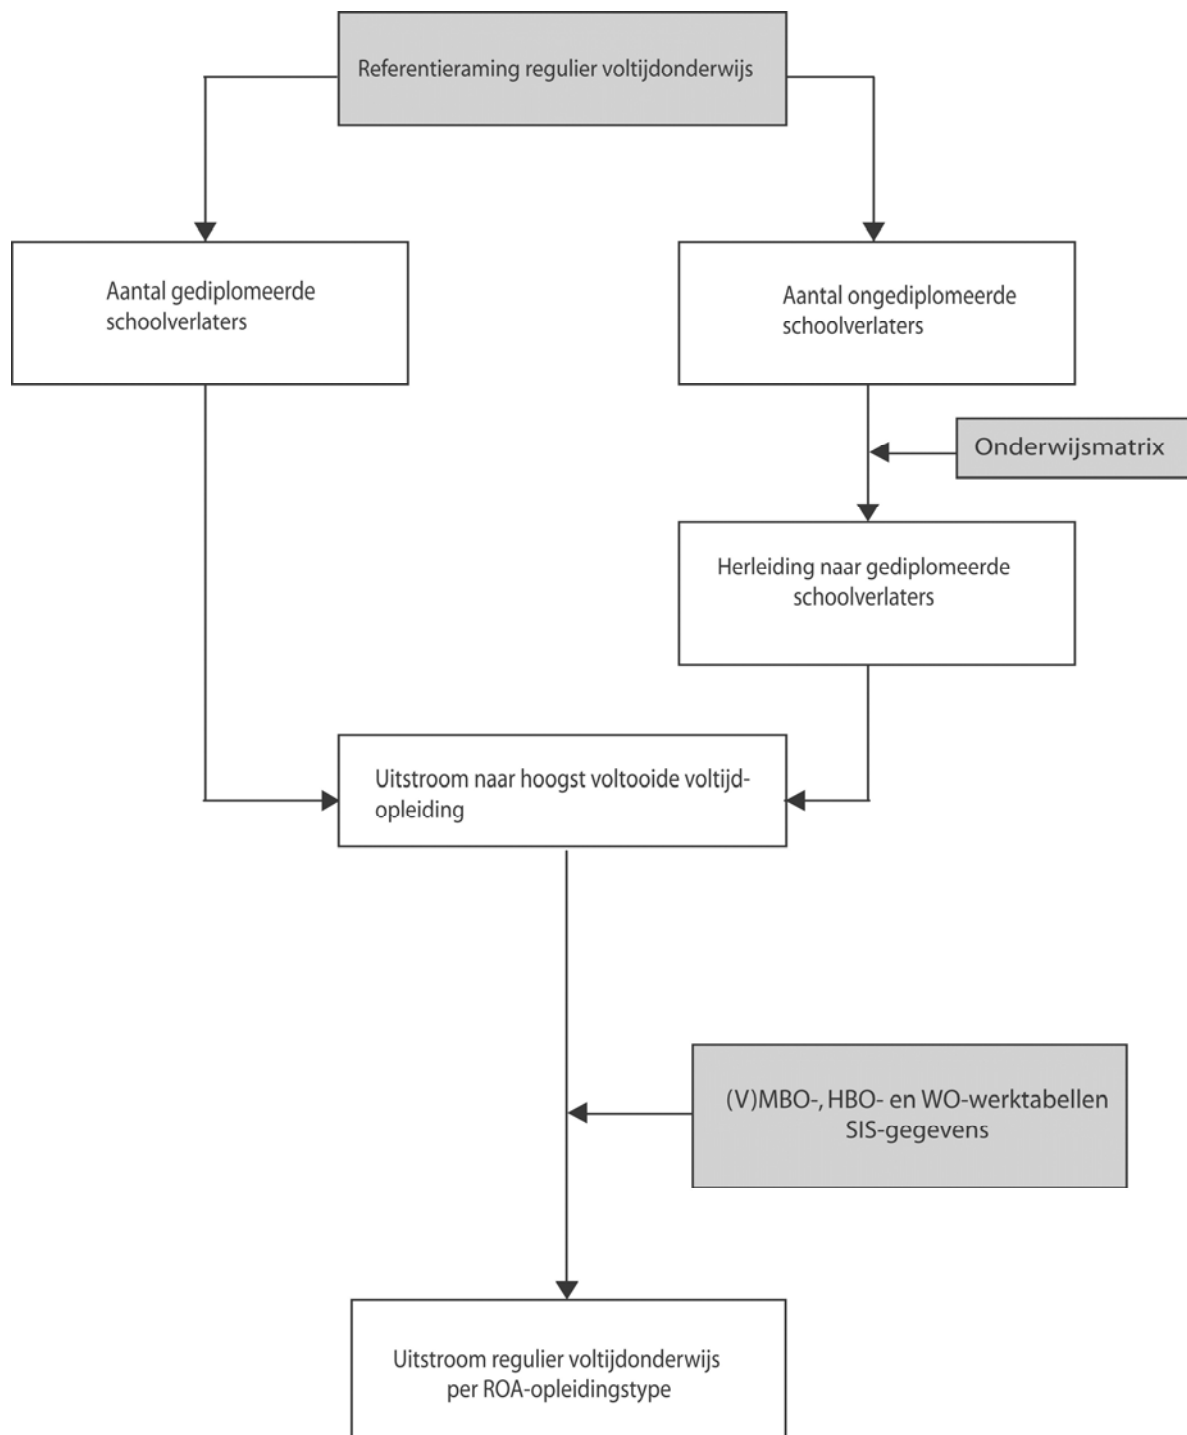 Referentieraming regulier voltijdonderwijs
Aantal gediplomeerde
schoolverlaters
Aantal ongediplomeerde
schoolverlaters
Onderwijsmatrix
Herleiding naar gediplomeerde
schoolverlaters
Uitstroom naar hoogst voltooide voltijd-
opleiding
(V)MBO-, HBO- en WO-werktabellen
SIS-gegevens
Uitstroom regulier voltijdonderwijs
per ROA-opleidingstype